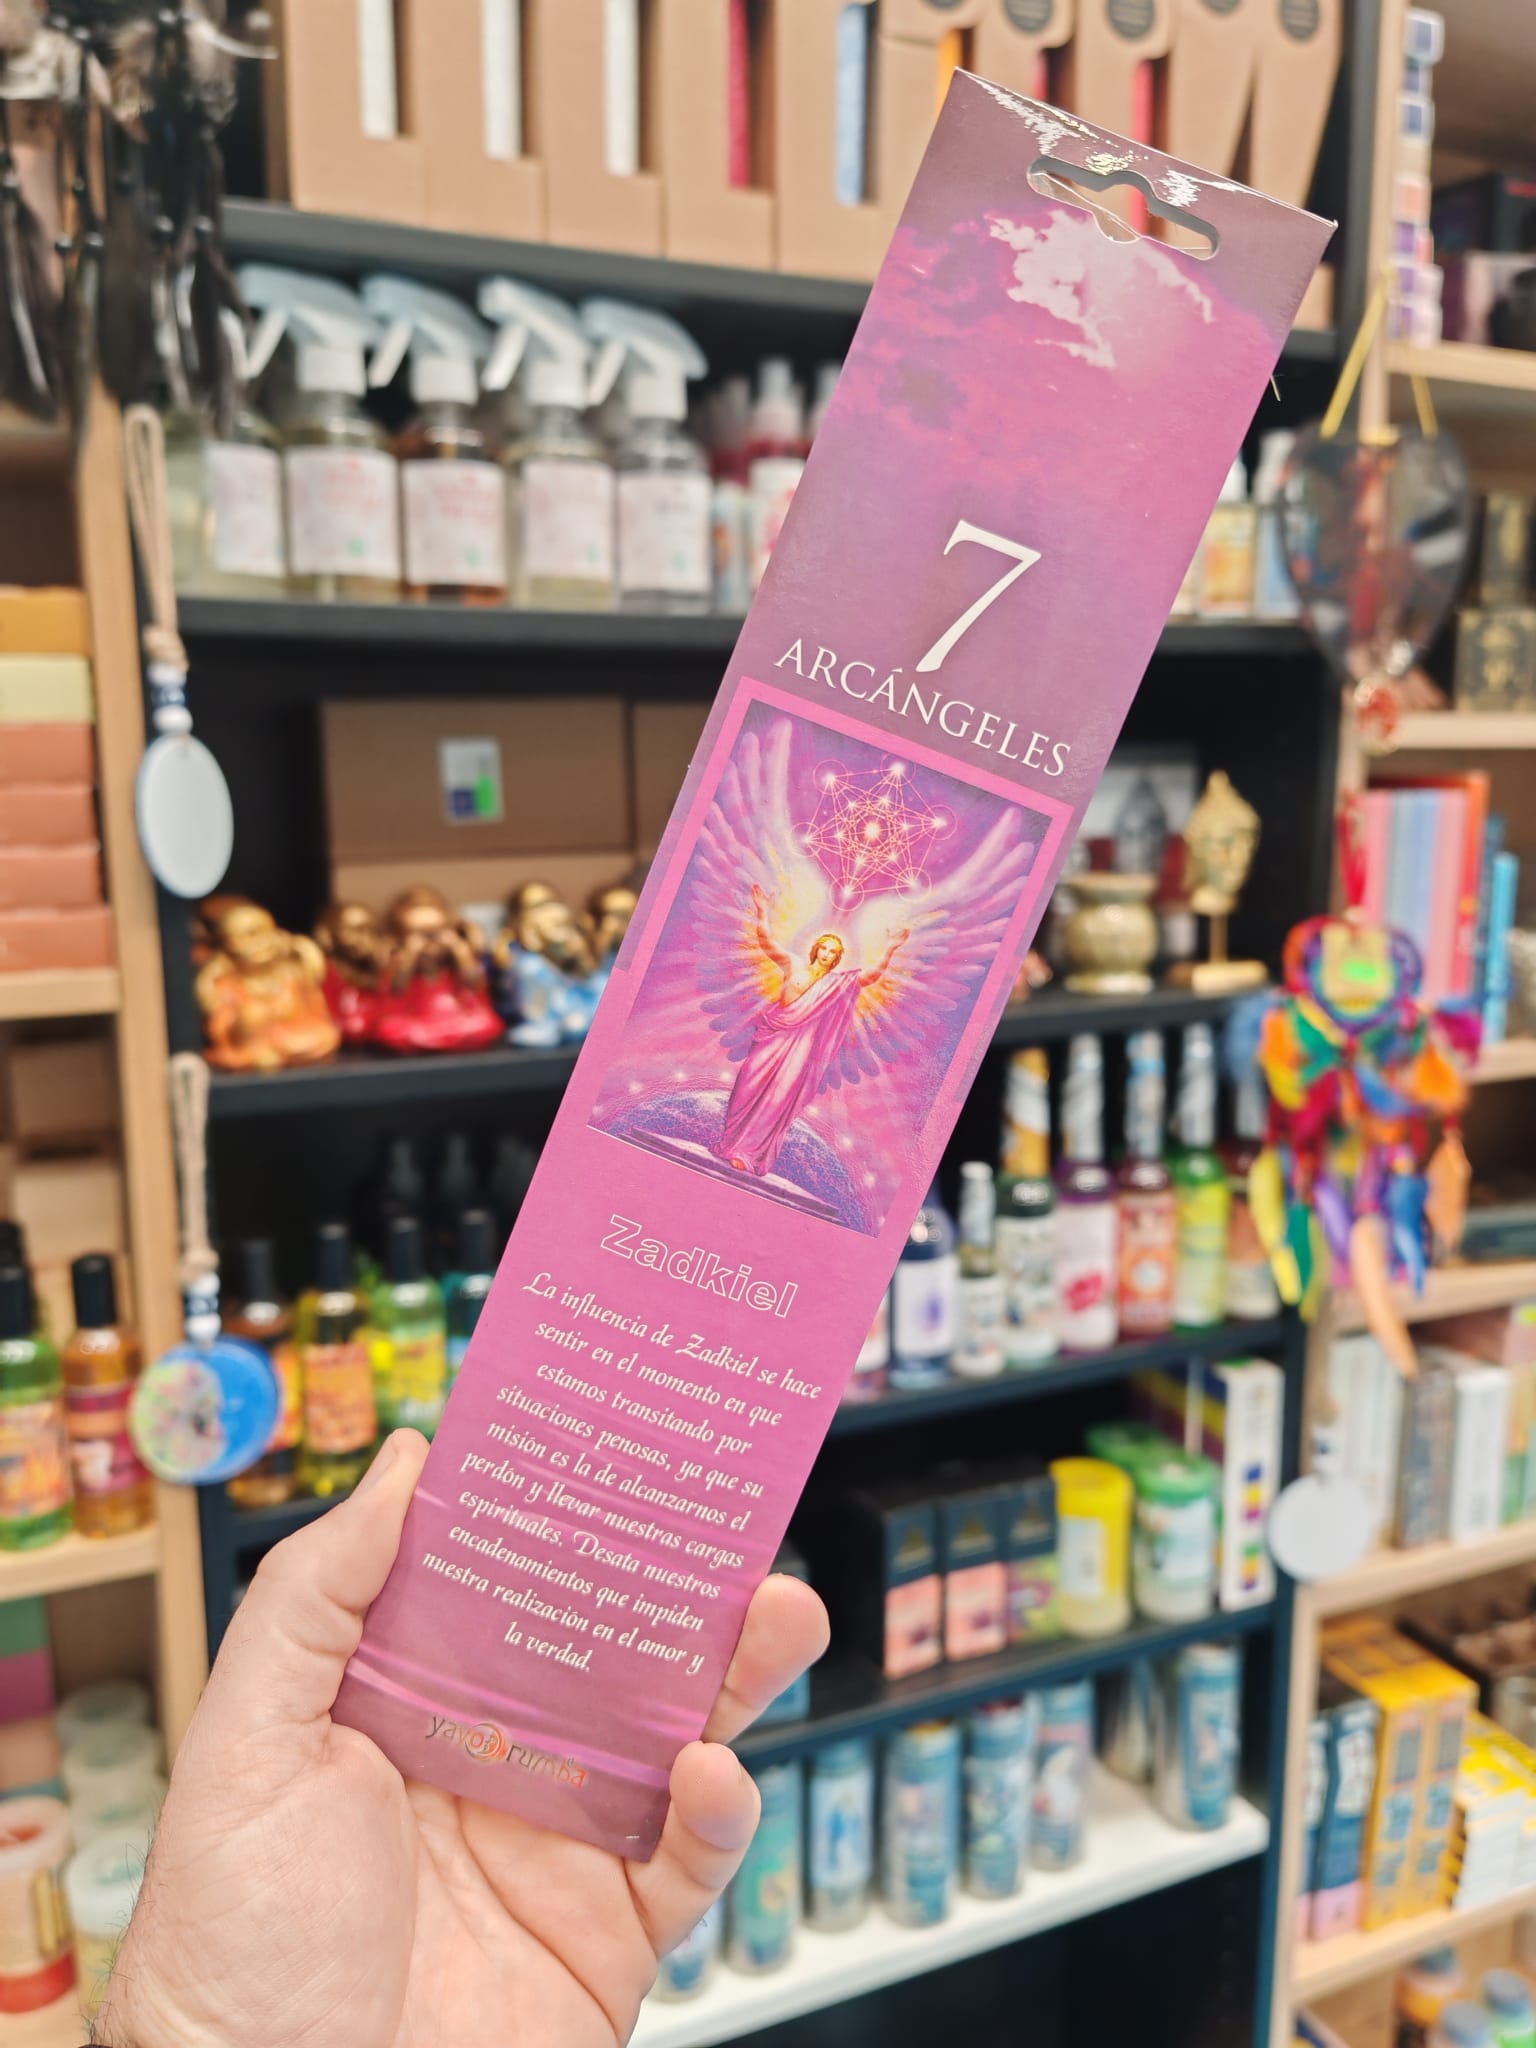 7
ARCÁNGELES
Zadkiel
La influencia de Zadkiel se hace
sentir en el momento en que
estamos transitando por
situaciones penosas, ya que su
misión es la de alcanzarnos el
perdón y llevar nuestras cargas
espirituales. Desata nuestros
encadenamientos que impiden
nuestra realización en el amor y
la verdad.
yayo rumba